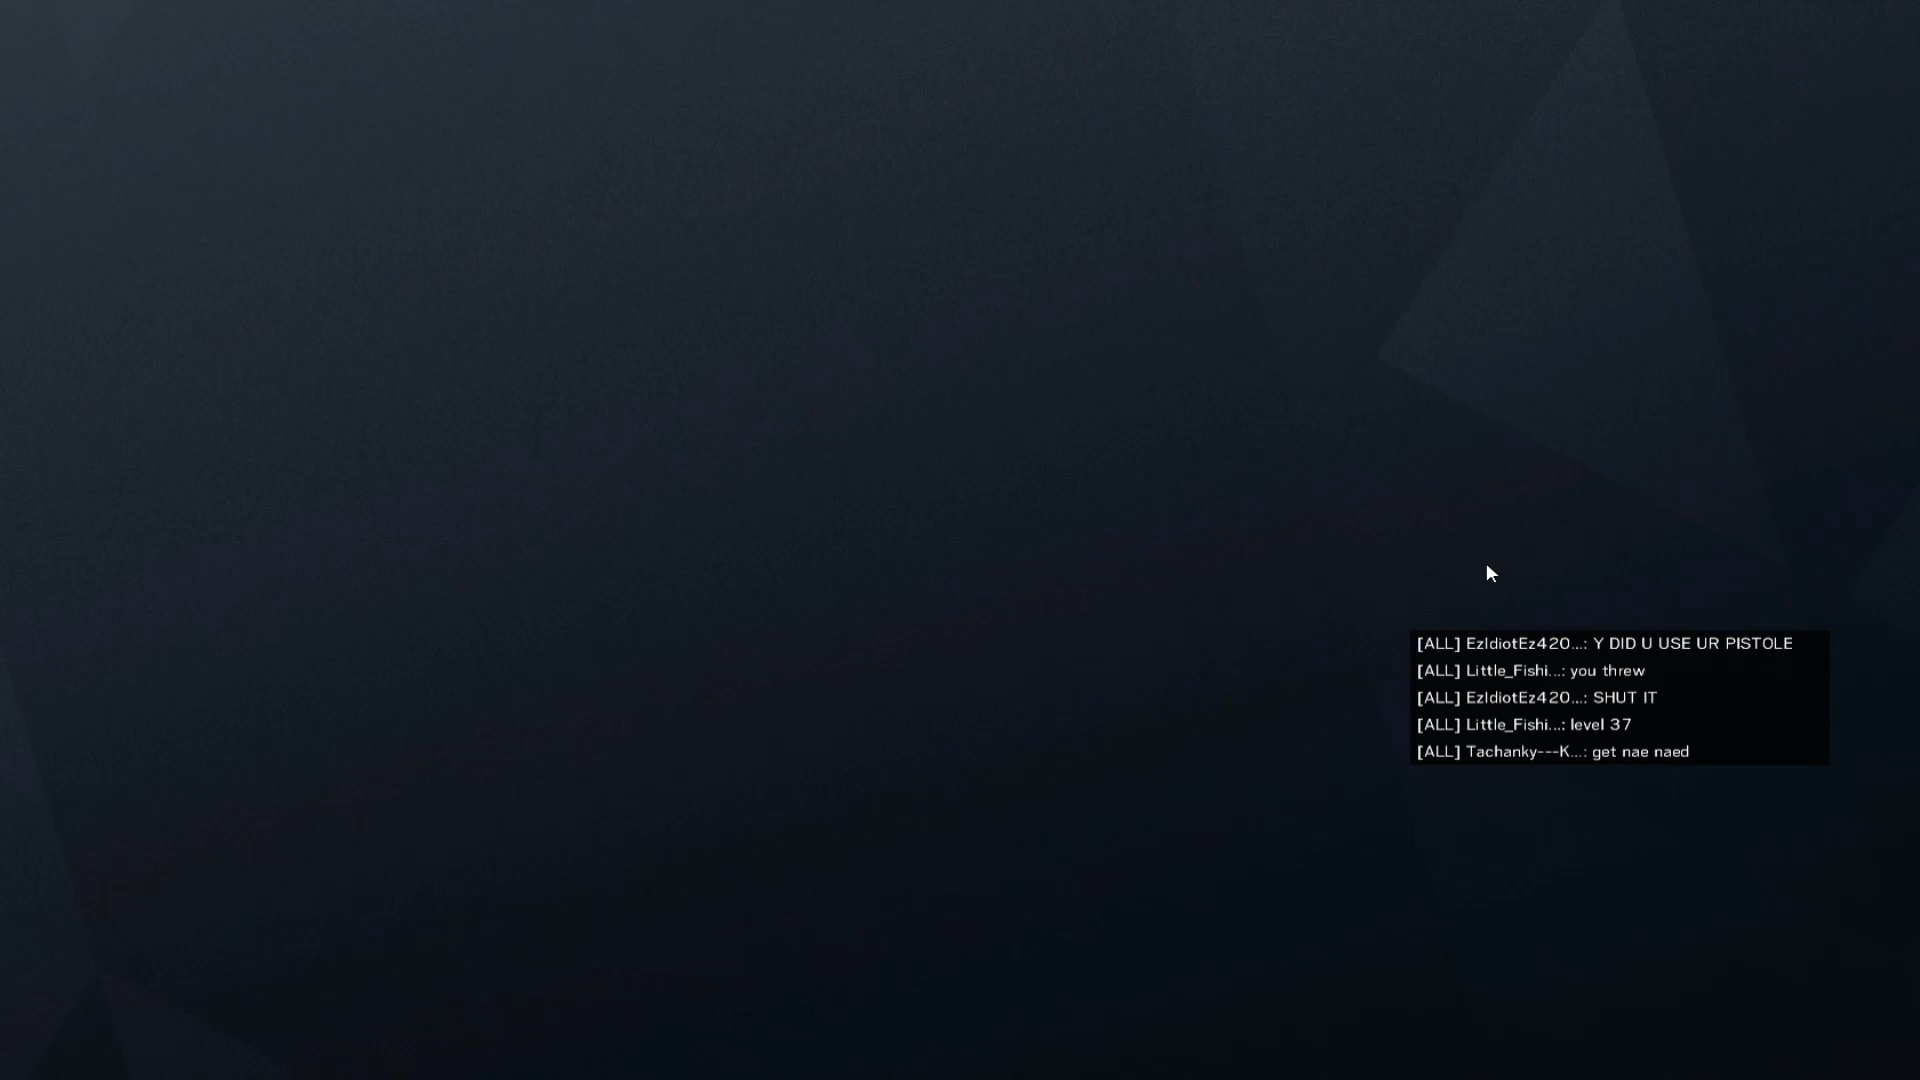 [ALL] EzIdiotEz420...: Y DID U USE UR PISTOLE
[ALL] Little_Fishi...: you threw
[ALL] EzIdiotEz420...: SHUT IT
[ALL] Little_Fishi...: level 37
[ALL] Tachanky---K...: get nae naed